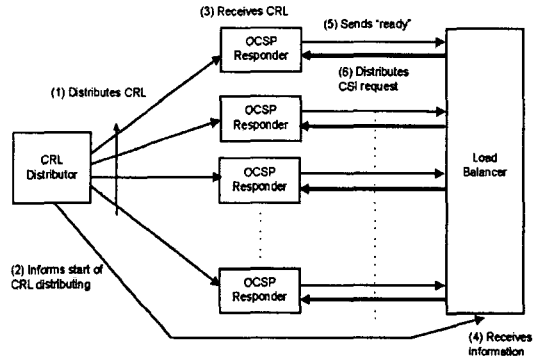 (3) Receives CRL
(5) Sends "ready"
OCSP
Responder
(1) Distributes CRL
(6) Distributes
CSI request
OCSP
Responder
CRL
Distributor
OCSP
Responder
Load
Balancer
(2) Informs start of
CRL distributing
OCSP
Responder
(4) Receives
information